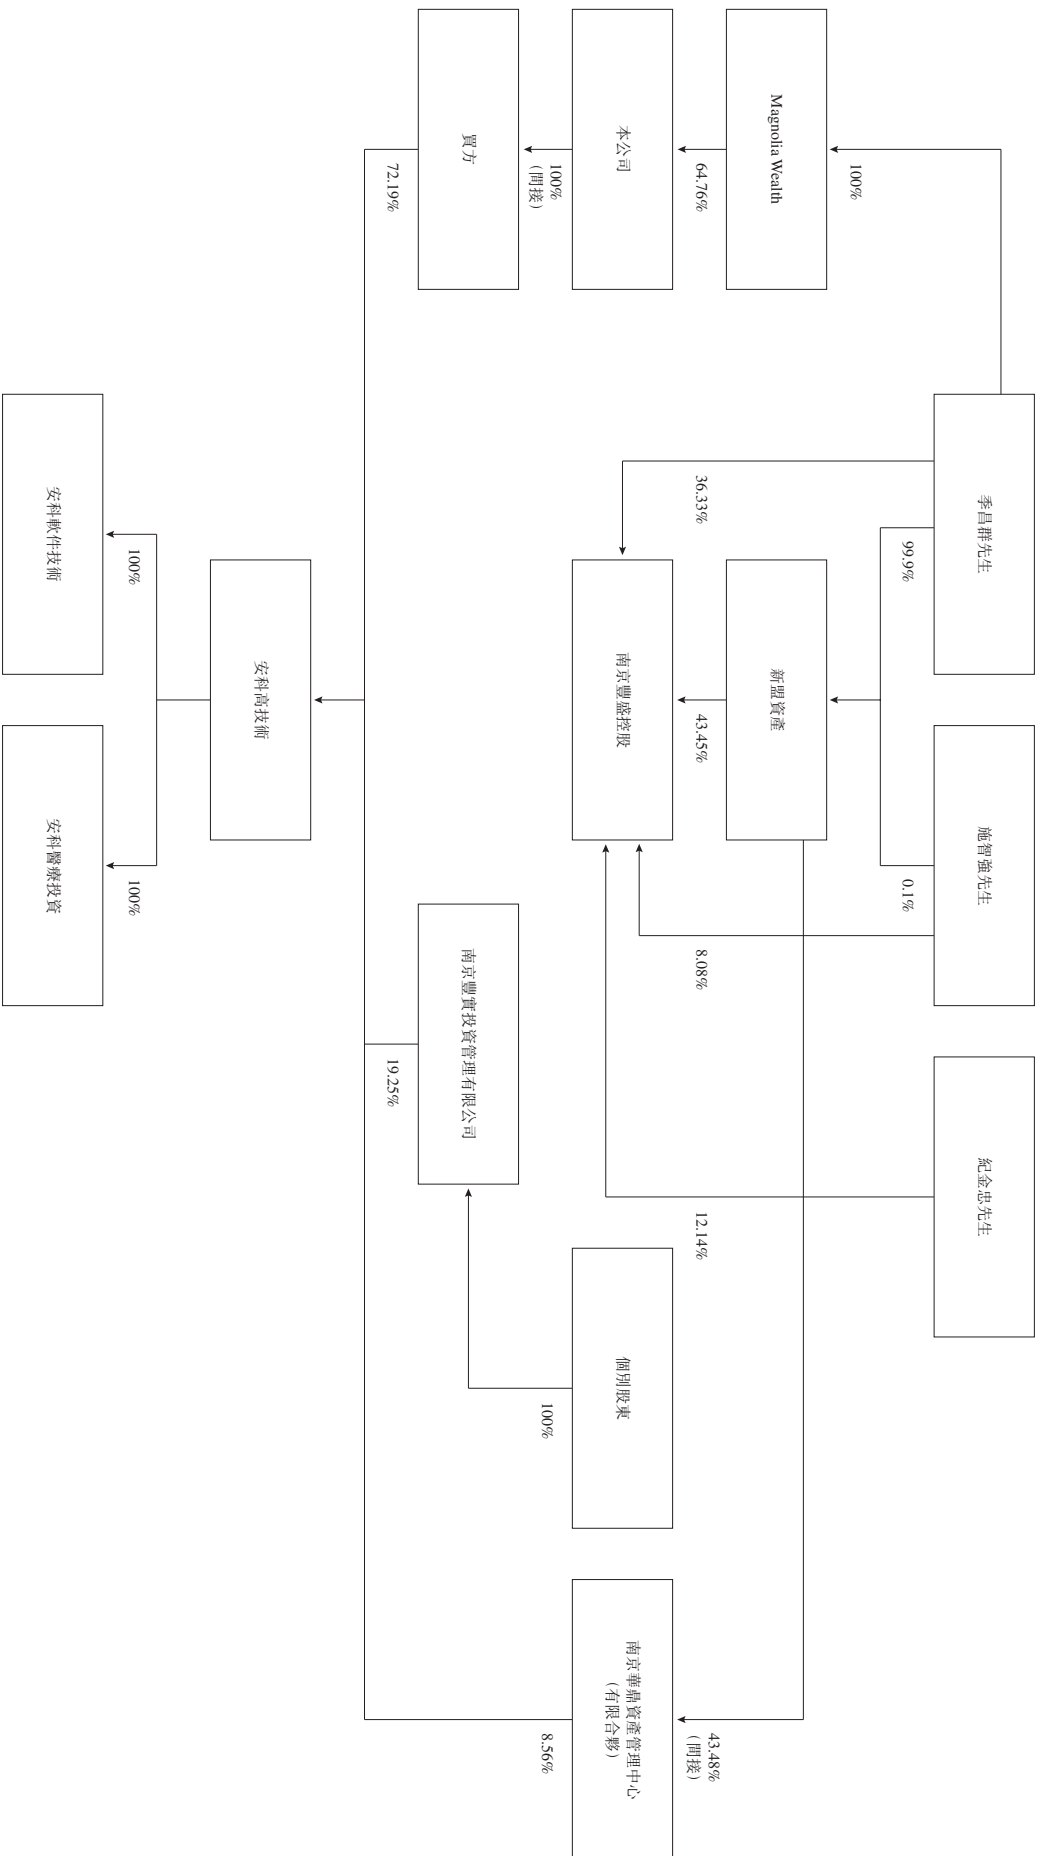 季昌群先生
施智強先生
紀金忠先生
100%
99.9%
0.1%
Magnolia Wealth
新盟資產
64.76%
36.33%
43.45%
8.08%
12.14%
43.48%
（間接）
本公司
南京豐盛控股
個別股東
南京華鼎資產管理中心
（有限合夥）
100%
（間接）
100%
8.56%
買方
南京豐實投資管理有限公司
72.19%
19.25%
安科高技術
100%
100%
安科軟件技術
安科醫療投資